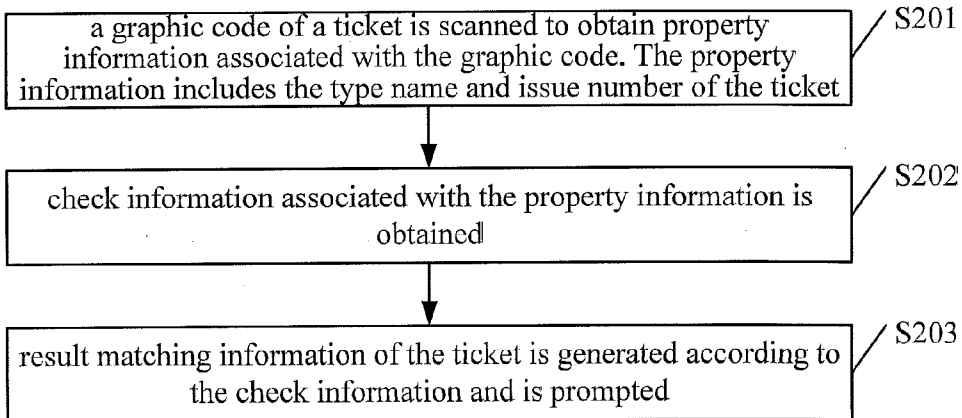 a graphic code of a ticket is scanned to obtain property
information associated with the graphic code. The property
information includes the type name and issue number of the ticket
S201
check information associated with the property information is
obtained
S202
result matching information of the ticket is generated according to
the check information and is prompted
S203